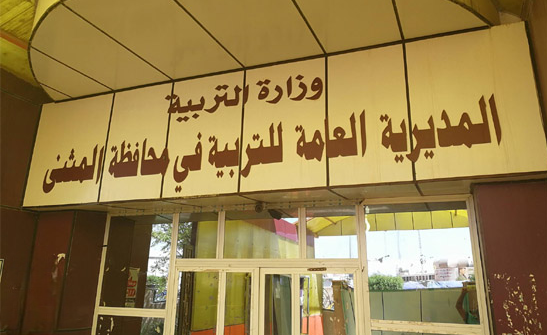 وزارة التربية
المديرية العامة للتربية في محافظة المثنى